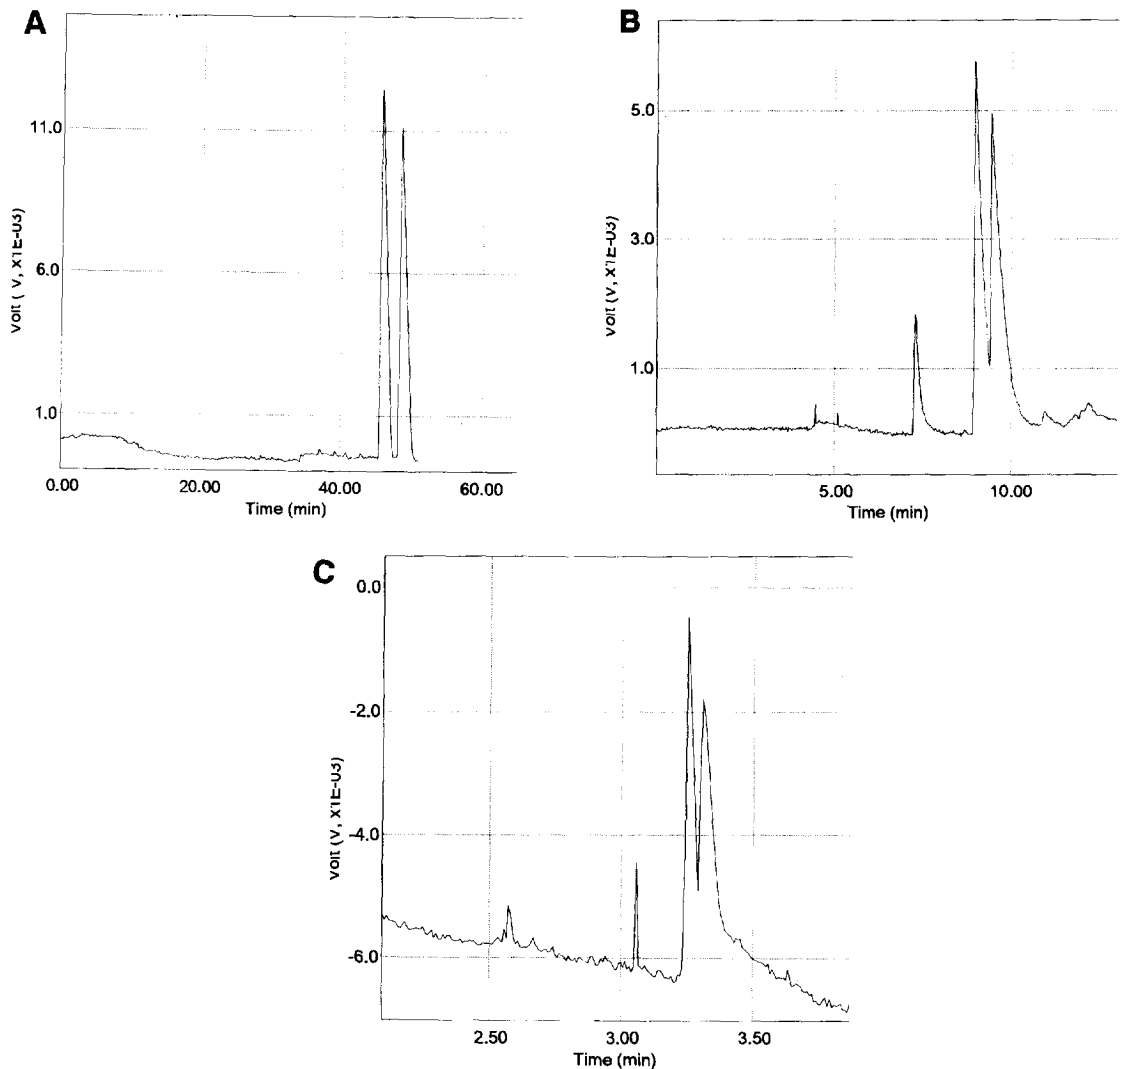 A
11.0
6.0
1.0
Volt ( V, X1E-03)
0.00 20.00 40.00 60.00
Time (min)
B
5.0
3.0
1.0
Volt (V, X1E-03)
5.00 10.00
Time (min)
C
0.0
-2.0
-4.0
-6.0
Volt (V, X1E-03)
2.50 3.00 3.50
Time (min)